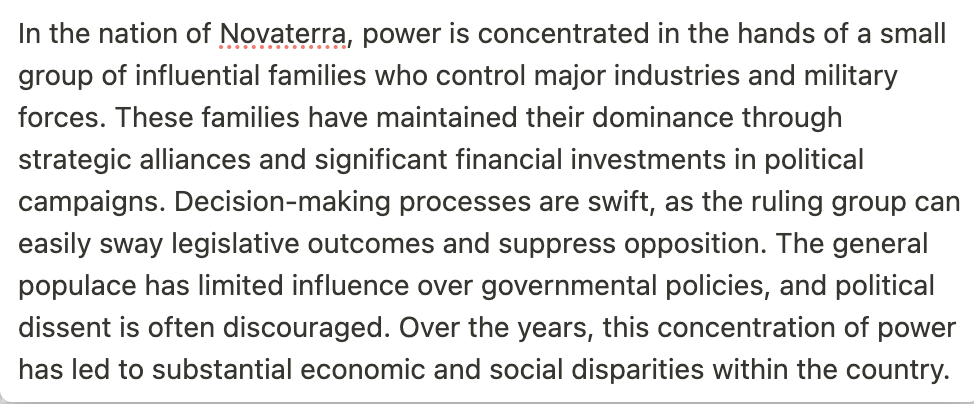 In the nation of Novaterra, power is concentrated in the hands of a small
group of influential families who control major industries and military
forces. These families have maintained their dominance through
strategic alliances and significant financial investments in political
campaigns. Decision-making processes are swift, as the ruling group can
easily sway legislative outcomes and suppress opposition. The general
populace has limited influence over governmental policies, and political
dissent is often discouraged. Over the years, this concentration of power
has led to substantial economic and social disparities within the country.